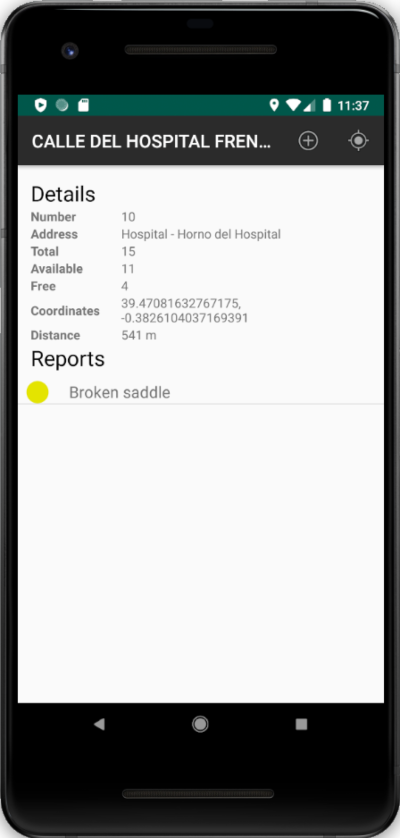 11:37
CALLE DEL HOSPITAL FREN...
Details
Number 10
Address Hospital - Horno del Hospital
Total 15
Available 11
Free 4
Coordinates 39.47081632767175,
-0.3826104037169391
Distance 541 m
Reports
Broken saddle